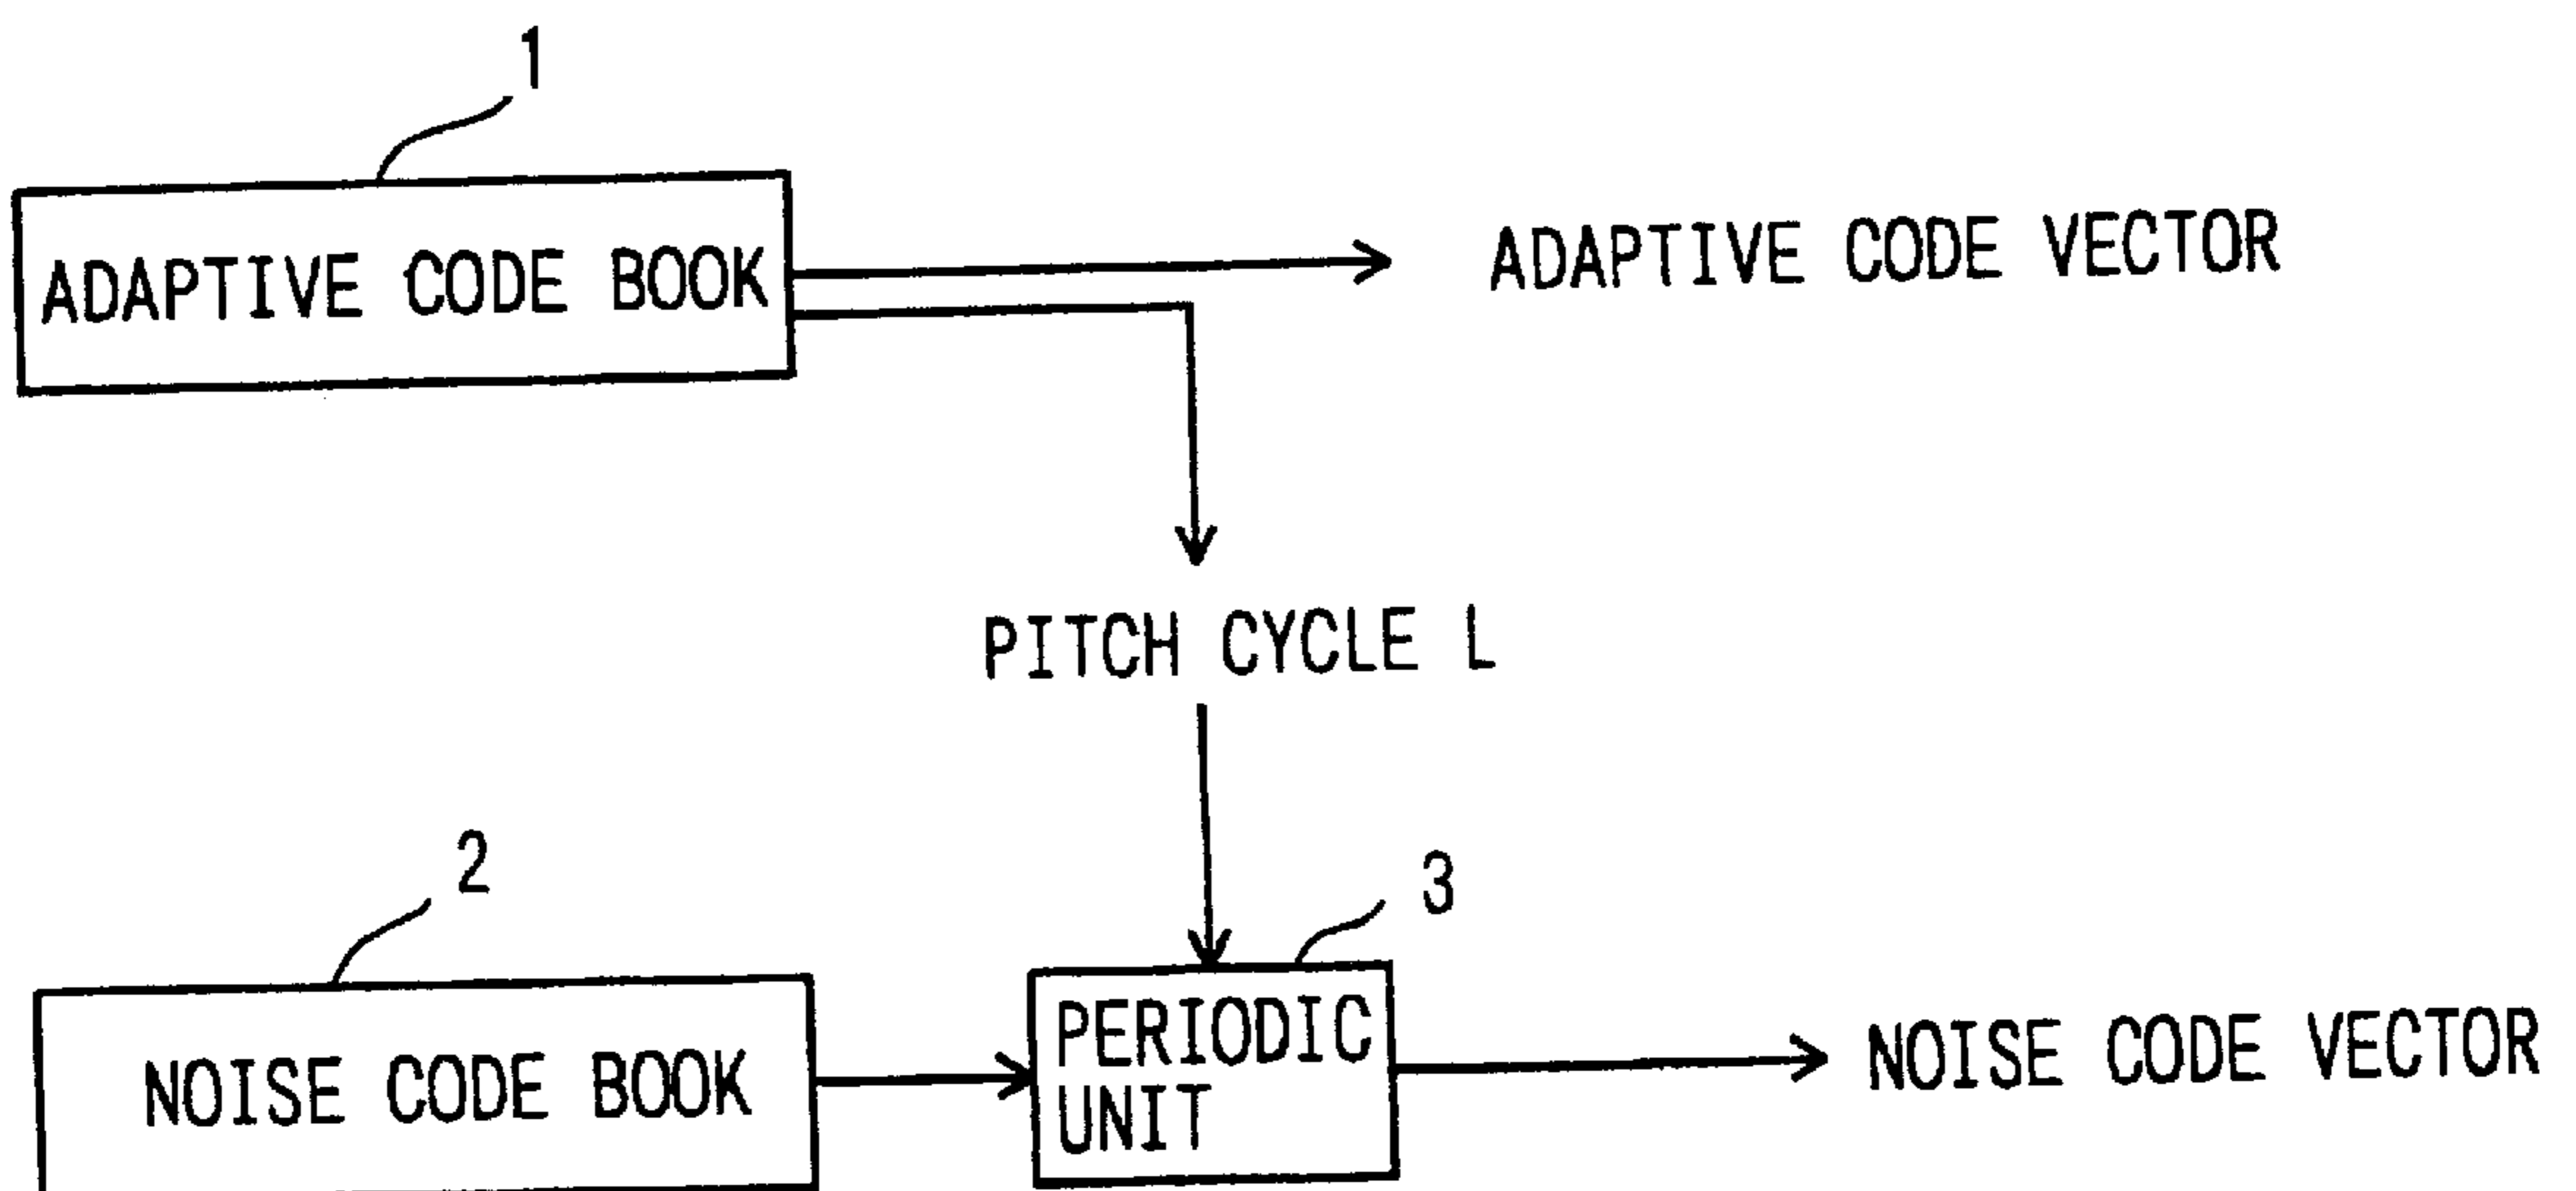 1
ADAPTIVE CODE BOOK
ADAPTIVE CODE VECTOR
PITCH CYCLE L
2
3
NOISE CODE BOOK
PERIODIC
UNIT
NOISE CODE VECTOR